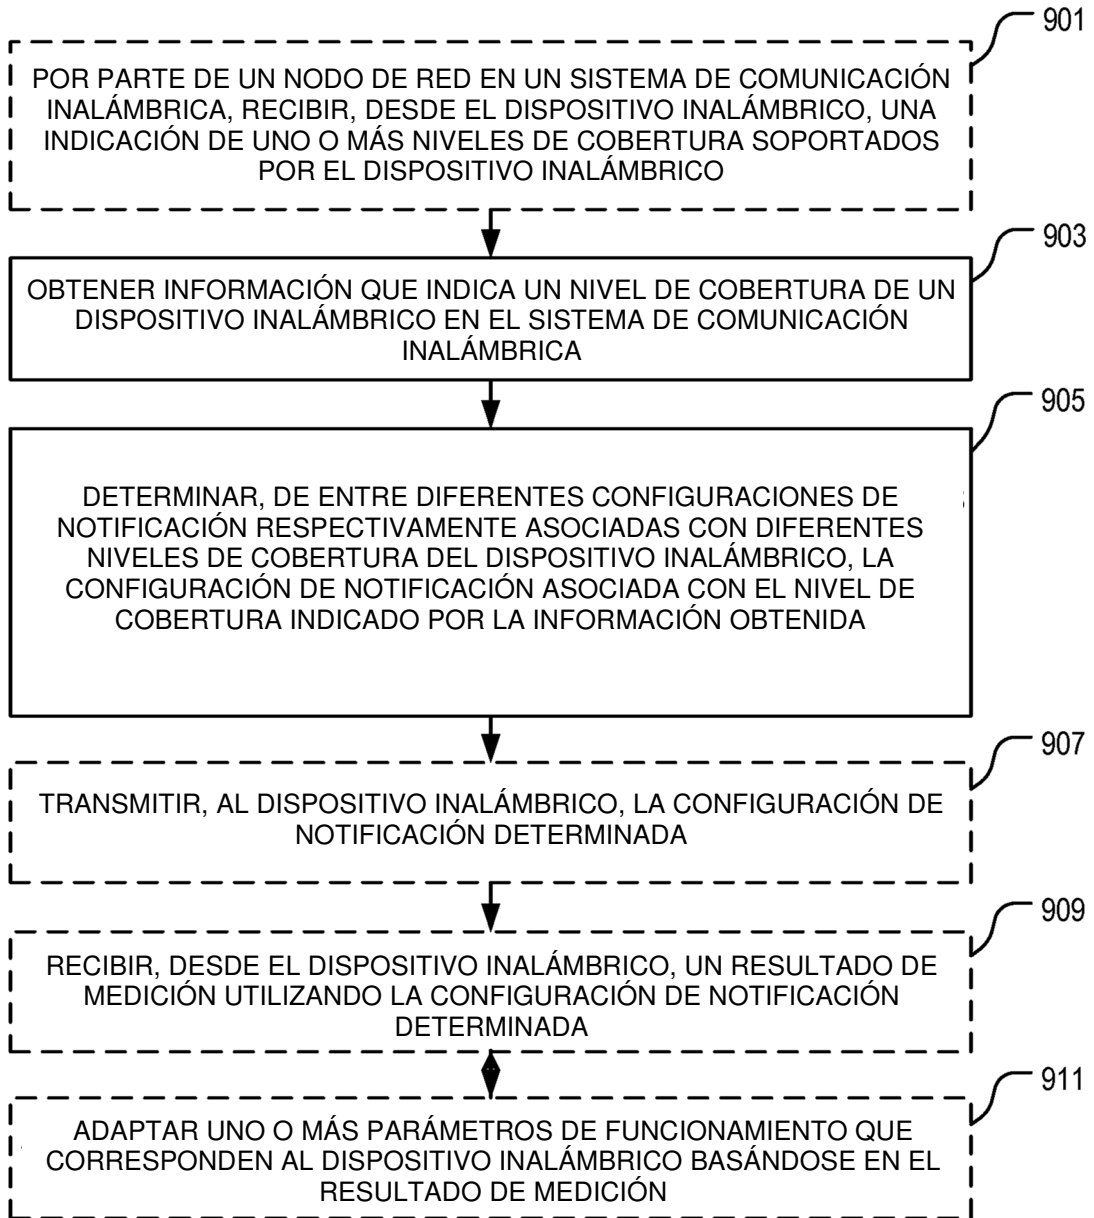 901
POR PARTE DE UN NODO DE RED EN UN SISTEMA DE COMUNICACIÓN
INALÁMBRICA, RECIBIR, DESDE EL DISPOSITIVO INALÁMBRICO, UNA
INDICACIÓN DE UNO O MÁS NIVELES DE COBERTURA SOPORTADOS
POR EL DISPOSITIVO INALÁMBRICO
903
OBTENER INFORMACIÓN QUE INDICA UN NIVEL DE COBERTURA DE UN
DISPOSITIVO INALÁMBRICO EN EL SISTEMA DE COMUNICACIÓN
INALÁMBRICA
905
DETERMINAR, DE ENTRE DIFERENTES CONFIGURACIONES DE
NOTIFICACIÓN RESPECTIVAMENTE ASOCIADAS CON DIFERENTES
NIVELES DE COBERTURA DEL DISPOSITIVO INALÁMBRICO, LA
CONFIGURACIÓN DE NOTIFICACIÓN ASOCIADA CON EL NIVEL DE
COBERTURA INDICADO POR LA INFORMACIÓN OBTENIDA
907
TRANSMITIR, AL DISPOSITIVO INALÁMBRICO, LA CONFIGURACIÓN DE
NOTIFICACIÓN DETERMINADA
909
RECIBIR, DESDE EL DISPOSITIVO INALÁMBRICO, UN RESULTADO DE
MEDICIÓN UTILIZANDO LA CONFIGURACIÓN DE NOTIFICACIÓN
DETERMINADA
911
ADAPTAR UNO O MÁS PARÁMETROS DE FUNCIONAMIENTO QUE
CORRESPONDEN AL DISPOSITIVO INALÁMBRICO BASÁNDOSE EN EL
RESULTADO DE MEDICIÓN